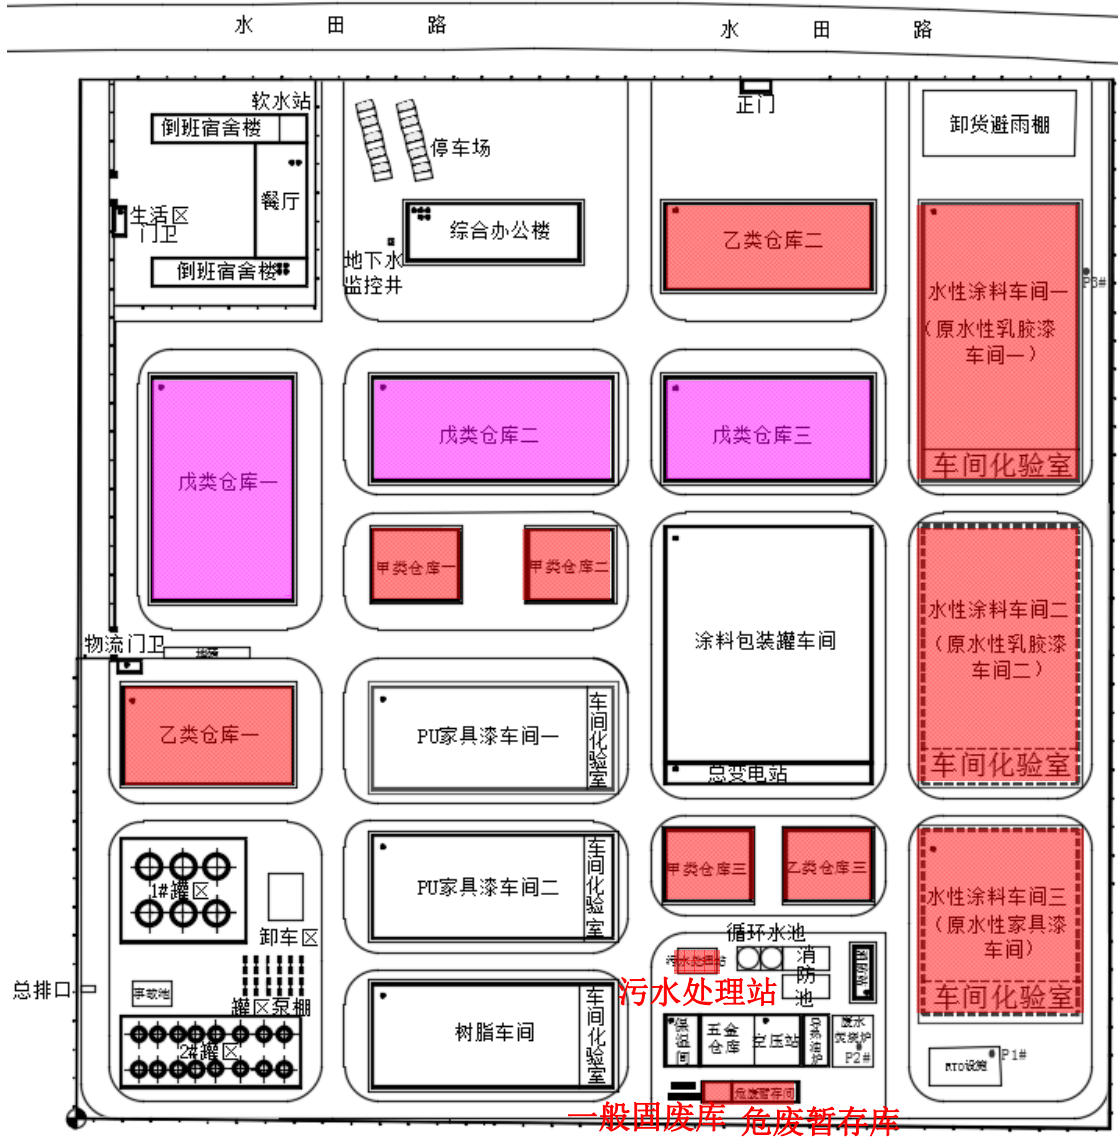 水 田 路 水 田 路
正门
软水站
倒班宿舍楼
停车场
卸货避雨棚
餐厅
生活区
门卫
综合办公楼
乙类仓库二
地下水
监控井
倒班宿舍楼
P3#
水性涂料车间一
(原水性乳胶漆
车间一)
车间化验室
戊类仓库一
戊类仓库二
戊类仓库三
甲类仓库一
甲类仓库二
涂料包装罐车间
总变电站
水性涂料车间二
(原水性乳胶漆
车间二)
车间化验室
物流门卫
乙类仓库一
PU家具漆车间一
车间化验室
1#罐区
卸车区
PU家具漆车间二
车间化验室
甲类仓库三
乙类仓库三
水性涂料车间三
(原水性家具漆
车间)
车间化验室
循环水池
污水处理站
消防池
污水处理站
总排口
事故池
罐区泵棚
2#罐区
树脂车间
车间化验室
保温间
五金
仓库
空压站
废水
焚烧炉
P2#
P1#
RTO设施
危废暂存间
一般固废库
危废暂存库